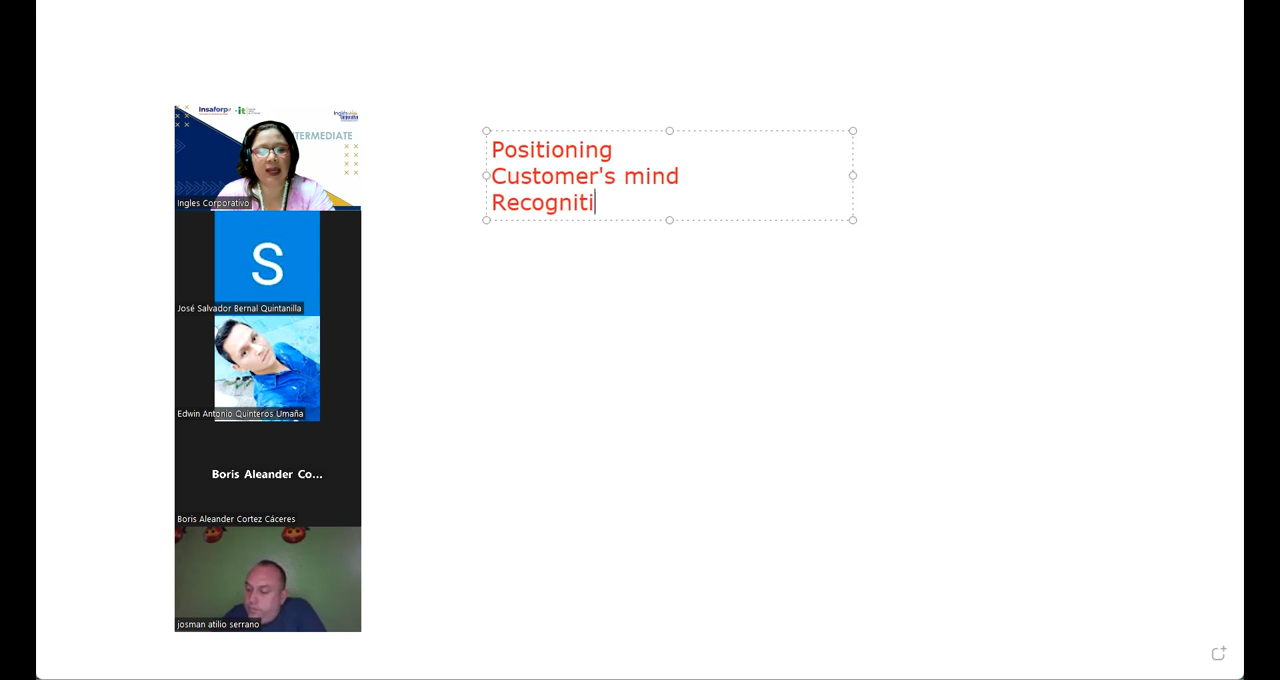 Insaforp
it
TERMEDIATE
Ingles Corporativo
S
José Salvador Bernal Quintanilla
Edwin Antonio Quinteros Umaña
Boris Aleander Co...
Boris Aleander Cortez Cáceres
josman atilio serrano
Positioning
Customer's mind
Recogniti